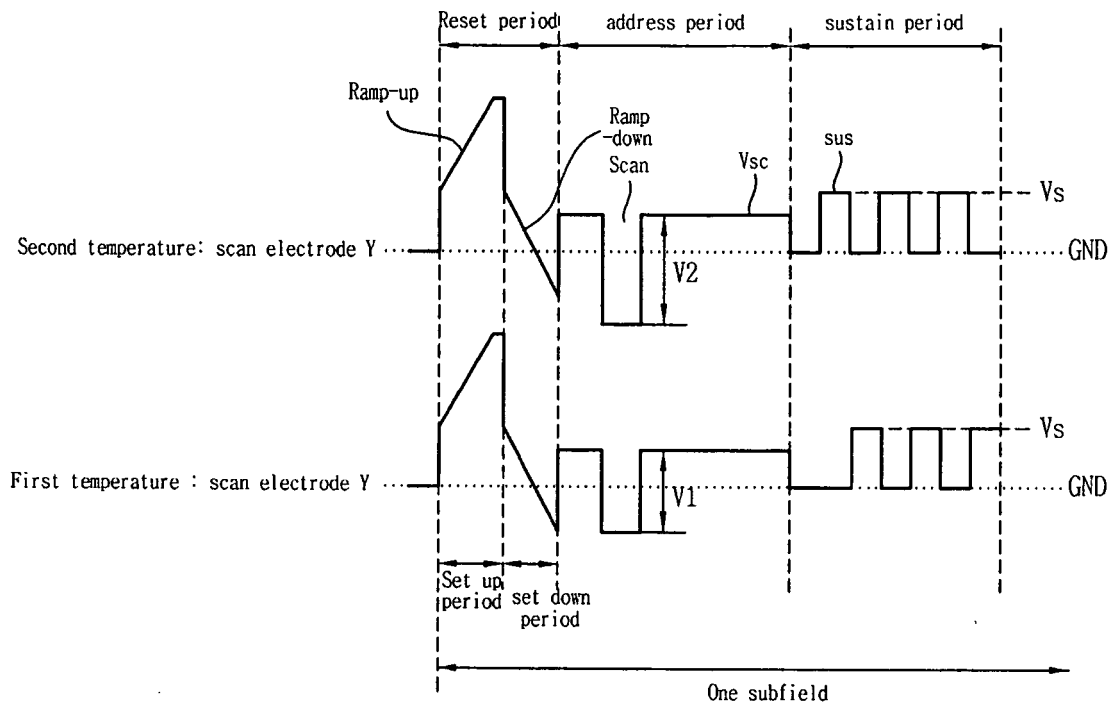 Reset period
address period
sustain period
Ramp-up
Ramp
-down
Scan
Vsc
sus
Vs
Second temperature: scan electrode Y
GND
V2
Vs
First temperature : scan electrode Y
GND
V1
Set up
period
set down
period
One subfield